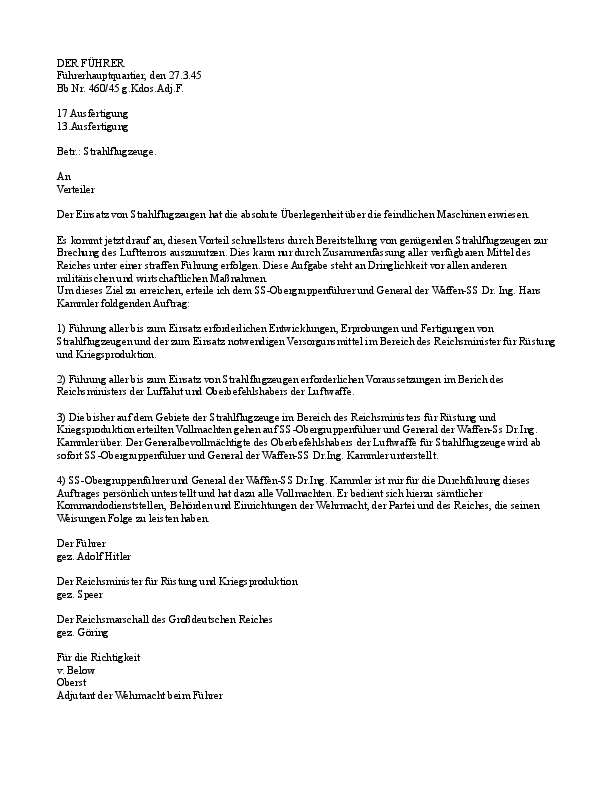 DER FÜHRER
Führerhauptquartier, den 27.3.45
Bb Nr. 460/45 g.Kdos.Adj.F.
17.Ausfertigung
13.Ausfertigung
Betr.: Strahlflugzeuge.
An
Verteiler
Der Einsatz von Strahlflugzeugen hat die absolute Überlegenheit über die feindlichen Maschinen erwiesen.
Es kommt jetzt drauf an, diesen Vorteil schnellstens durch Bereitstellung von genügenden Strahlflugzeugen zur
Brechung des Luftterrors auszunutzen. Dies kann nur durch Zusammenfassung aller verfügbaren Mittel des
Reiches unter einer straffen Führung erfolgen. Diese Aufgabe steht an Dringlichkeit vor allen anderen
militärischen und wirtschaftlichen Maßnahmen.
Um dieses Ziel zu erreichen, erteile ich dem SS-Obergruppenführer und General der Waffen-SS Dr. Ing. Hans
Kammler foldgenden Auftrag:
1) Führung aller bis zum Einsatz erforderlichen Entwicklungen, Erprobungen und Fertigungen von
Strahlflugzeugen und der zum Einsatz notwendigen Versorgunsmittel im Bereich des Reichsminister für Rüstung
und Kriegsproduktion.
2) Führung aller bis zum Einsatz von Strahlflugzeugen erforderlichen Voraussetzungen im Berich des
Reichsministers der Luffahrt und Oberbefehlshabers der Luftwaffe.
3) Die bisher auf dem Gebiete der Strahlflugzeuge im Bereich des Reichsministers für Rüstung und
Kriegsproduktion erteilten Vollmachten gehen auf SS-Obergruppenführer und General der Waffen-Ss Dr.Ing.
Kammler über. Der Generalbevollmächtigte des Oberbefehlshabers der Luftwaffe für Strahlflugzeuge wird ab
sofort SS-Obergruppenführer und General der Waffen-SS Dr.Ing. Kammler unterstellt.
4) SS-Obergruppenführer und General der Waffen-SS Dr.Ing. Kammler ist mir für die Durchführung dieses
Auftrages persönlich unterstellt und hat dazu alle Vollmachten. Er bedient sich hierzu sämtlicher
Kommandodienststellen, Behörden und Einuichtungen der Wehrmacht, der Partei und des Reiches, die seinen
Weisungen Folge zu leisten haben.
Der Führer
gez. Adolf Hitler
Der Reichsminister für Rüstung und Kriegsproduktion
gez. Speer
Der Reichsmarschall des Großdeutschen Reiches
gez. Göring
Für die Richtigkeit
v. Below
Oberst
Adjutant der Wehrmacht beim Führer